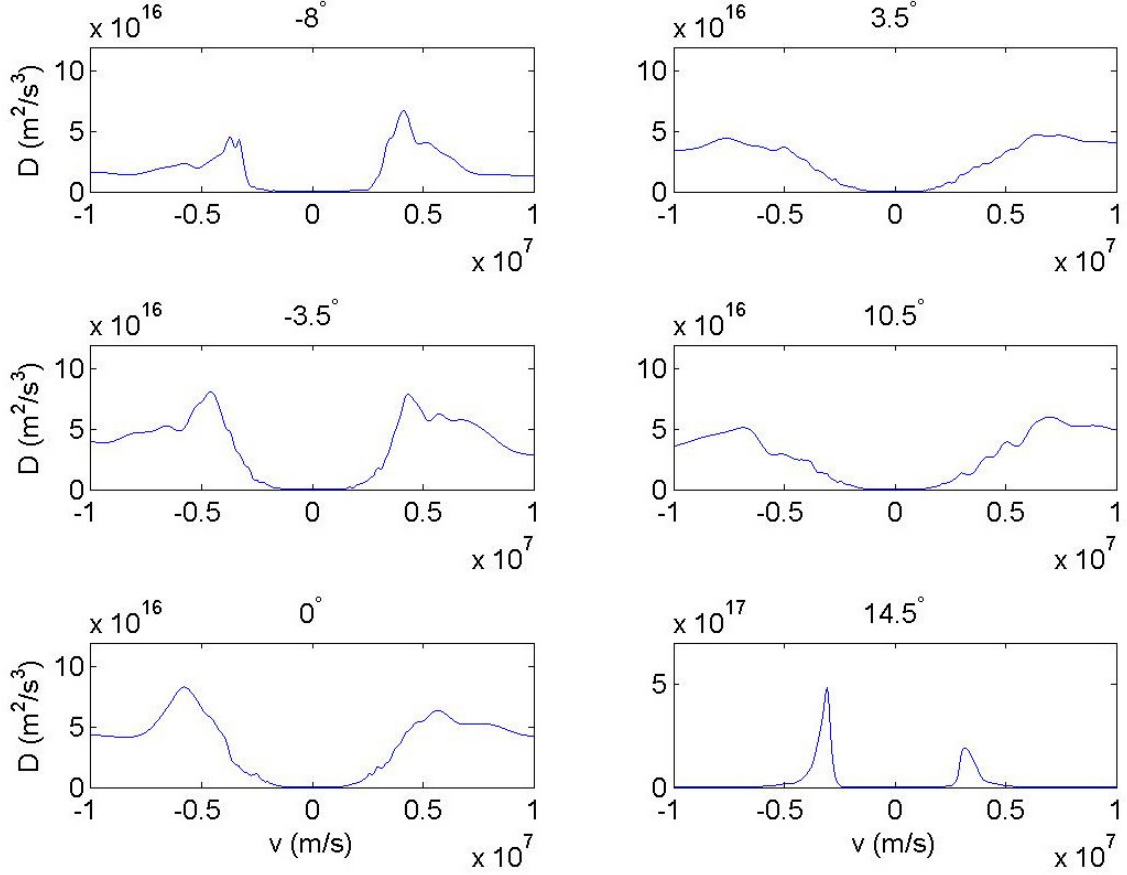 x 10^16 -8° x 10^16 3.5°
D (m^2/s^3) 10 5 0 10 5 0
-1 -0.5 0 0.5 1 -1 -0.5 0 0.5 1
x 10^7 x 10^7
x 10^16 -3.5° x 10^16 10.5°
D (m^2/s^3) 10 5 0 10 5 0
-1 -0.5 0 0.5 1 -1 -0.5 0 0.5 1
x 10^7 x 10^7
x 10^16 0° x 10^17 14.5°
D (m^2/s^3) 10 5 0 5 0
-1 -0.5 0 0.5 1 -1 -0.5 0 0.5 1
v (m/s) x 10^7 v (m/s) x 10^7